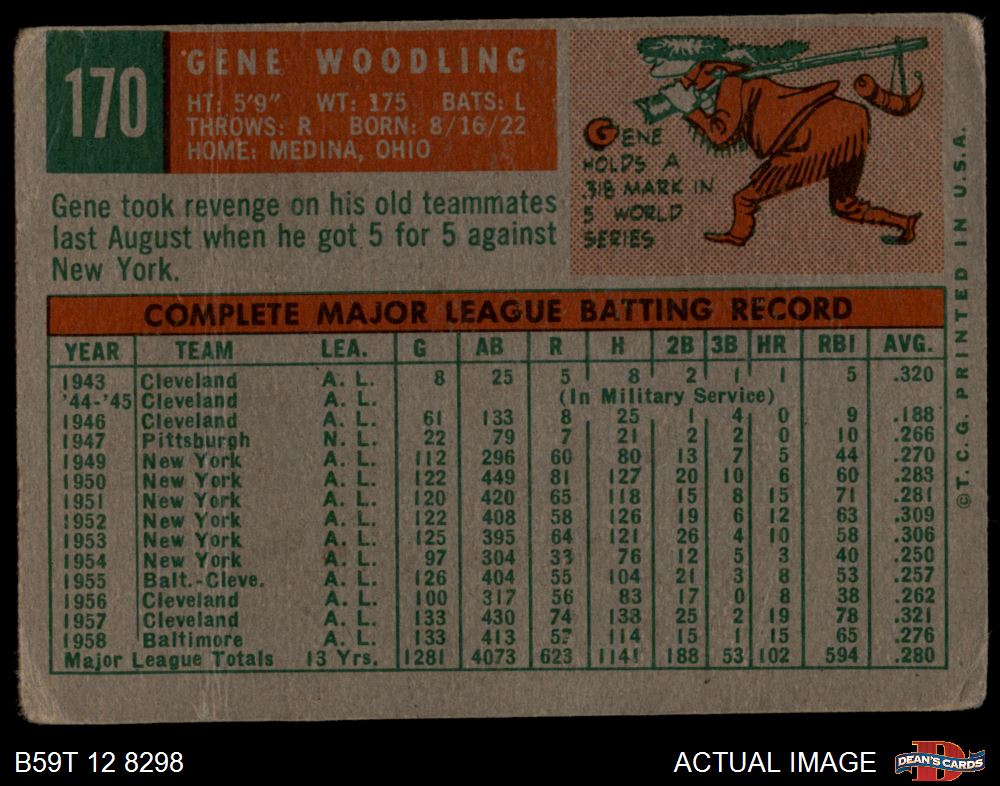 170
GENE WOODLING
HT: 5'9" WT: 175 BATS: L
THROWS: R BORN: 8/16/22
HOME: MEDINA, OHIO
GENE
HOLDS A
.318 MARK IN
5 WORLD
SERIES
Gene took revenge on his old teammates
last August when he got 5 for 5 against
New York.
COMPLETE MAJOR LEAGUE BATTING RECORD
YEAR TEAM LEA. G AB R H 2B 3B HR RBI AVG.
1943 Cleveland A. L. 8 25 5 8 2 1 1 5 .320
'44-'45 Cleveland A. L. (In Military Service)
1946 Cleveland A. L. 61 133 8 25 1 4 0 9 .188
1947 Pittsburgh N. L. 22 79 7 21 2 2 0 10 .266
1949 New York A. L. 112 296 60 80 13 7 5 44 .270
1950 New York A. L. 122 449 81 127 20 10 6 60 .283
1951 New York A. L. 120 420 65 118 15 8 15 71 .281
1952 New York A. L. 122 408 58 126 19 6 12 63 .309
1953 New York A. L. 125 395 64 121 26 4 10 58 .306
1954 New York A. L. 97 304 33 76 12 5 3 40 .250
1955 Balt.-Cleve. A. L. 126 404 55 104 21 3 8 53 .257
1956 Cleveland A. L. 100 317 56 83 17 0 8 38 .262
1957 Cleveland A. L. 133 430 74 138 25 2 19 78 .321
1958 Baltimore A. L. 133 413 57 114 15 1 15 65 .276
Major League Totals 13 Yrs. 1281 4073 623 1141 188 53 102 594 .280
©T.C.G. PRINTED IN U.S.A.
B59T 12 8298
ACTUAL IMAGE
D
DEAN'S CARDS